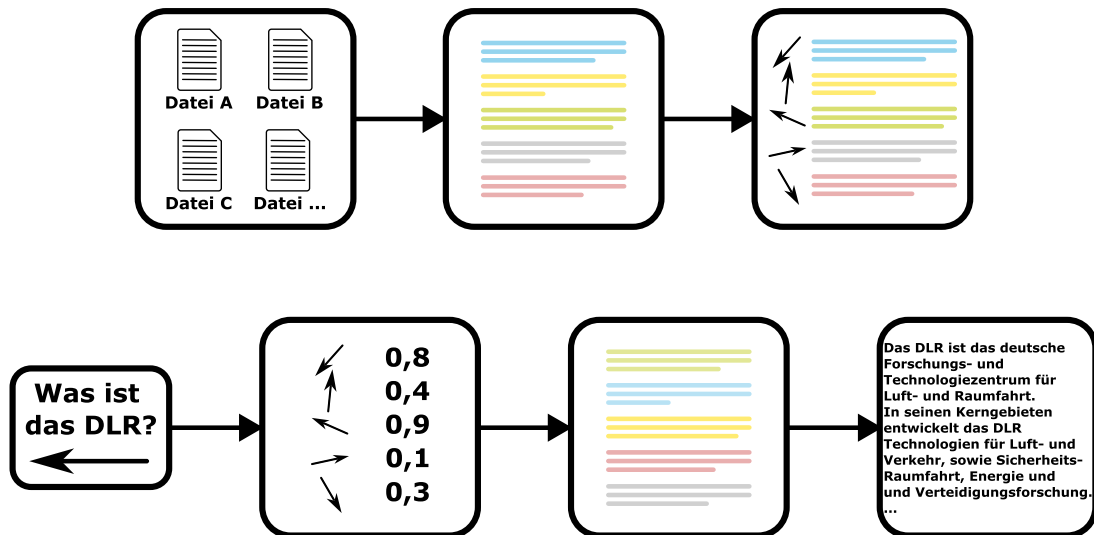 Datei A
Datei B
Datei C
Datei ...
Was ist
das DLR?
0,8
0,4
0,9
0,1
0,3
Das DLR ist das deutsche
Forschungs- und
Technologiezentrum für
Luft- und Raumfahrt.
In seinen Kerngebieten
entwickelt das DLR
Technologien für Luft- und
Verkehr, sowie Sicherheits-
Raumfahrt, Energie und
und Verteidigungsforschung.
...